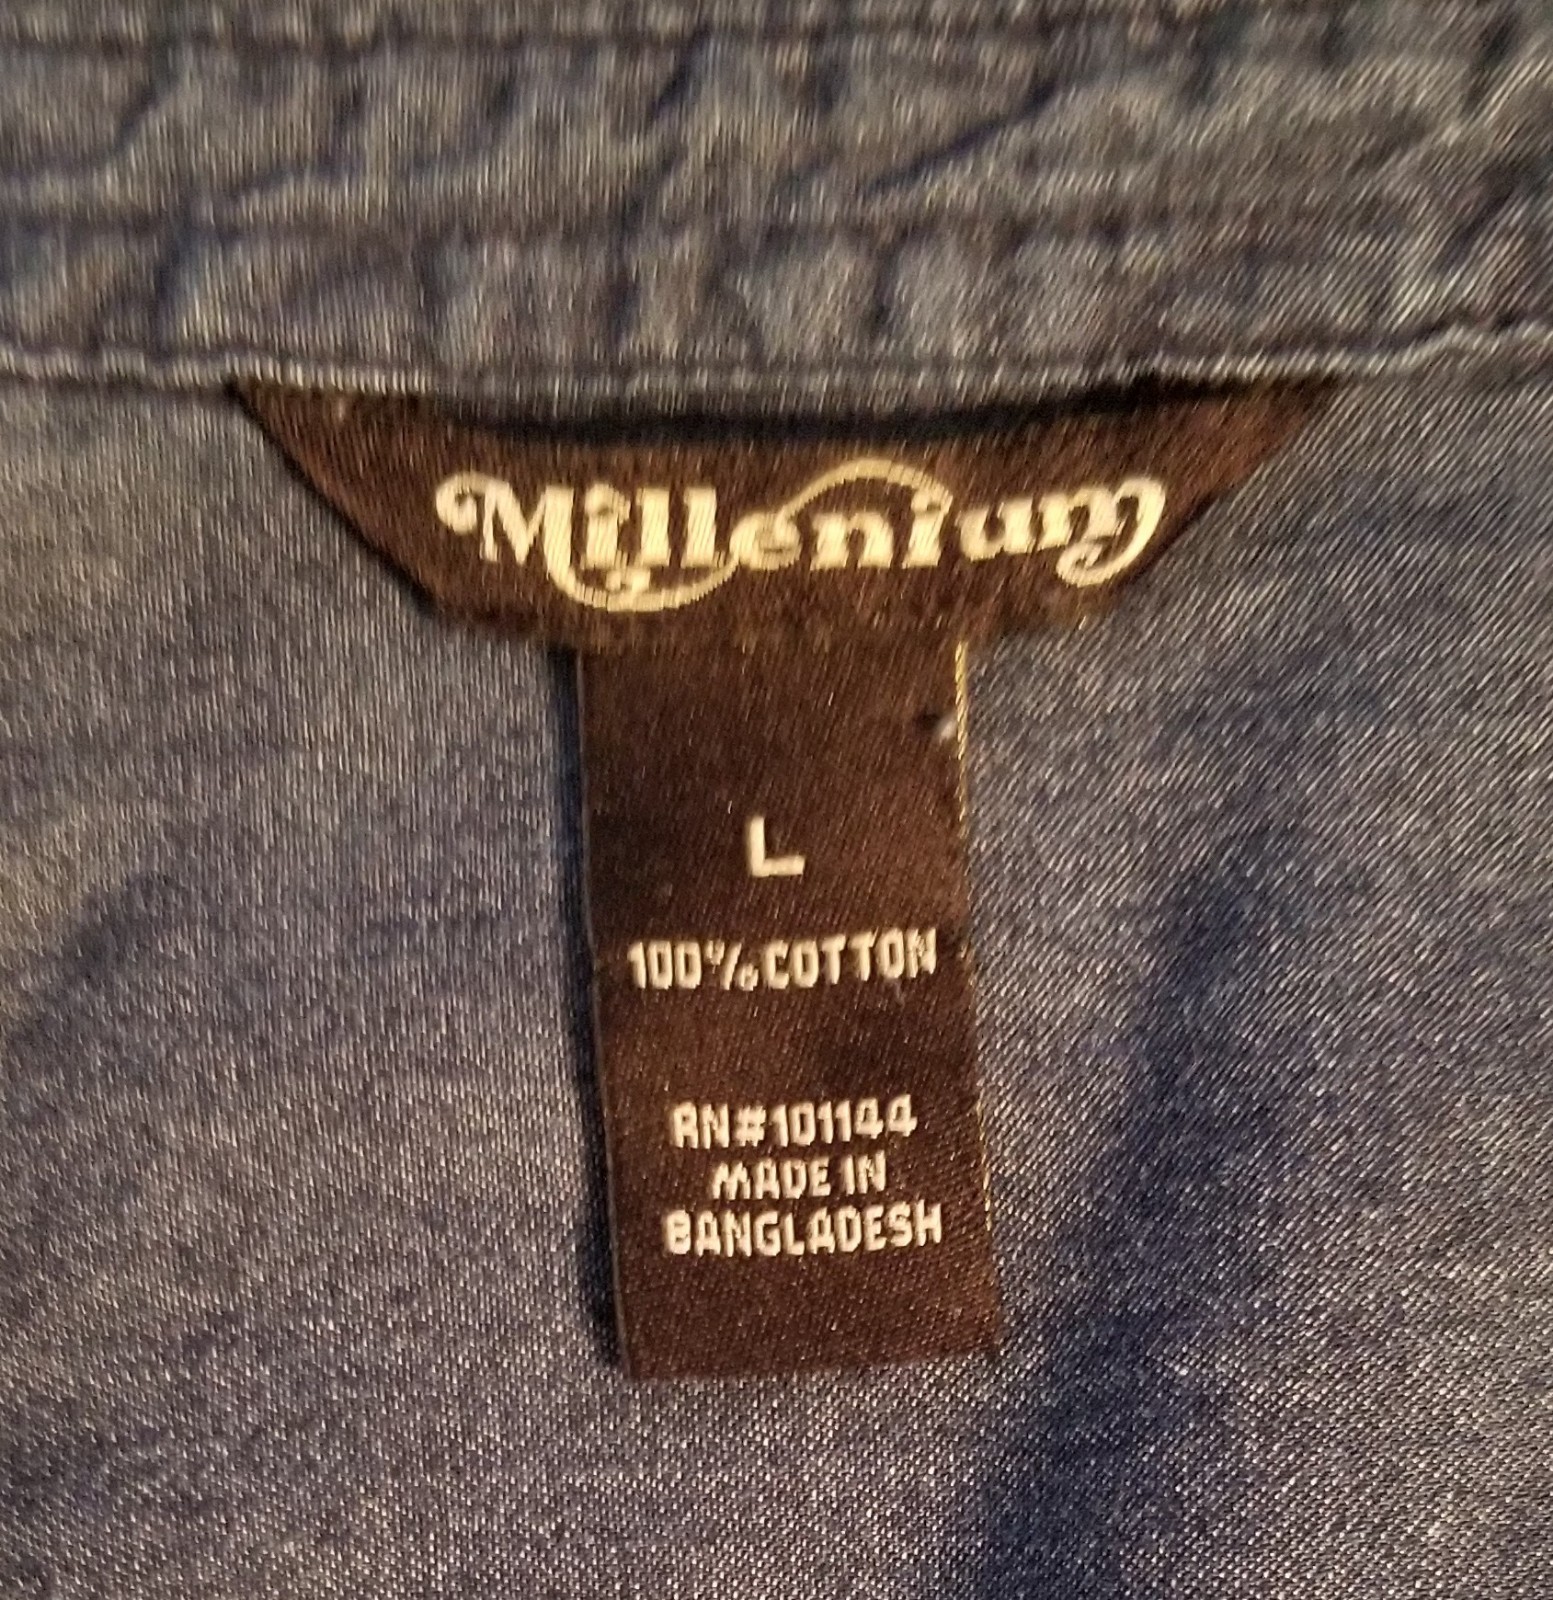 Millenium
L
100% COTTON
RN#101144
MADE IN
BANGLADESH